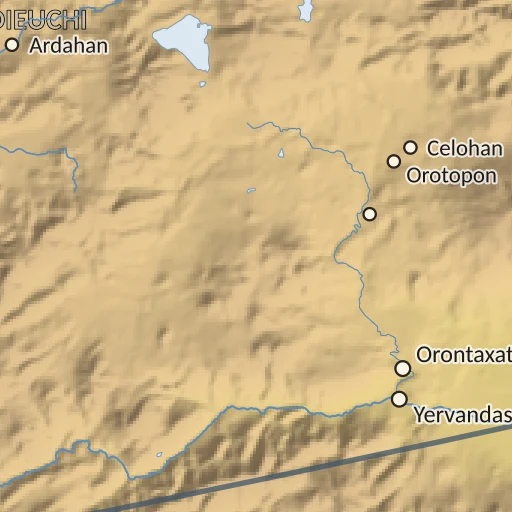 DIEUCHI
Ardahan
Celohan
Orotopon
Orontaxat
Yervandas